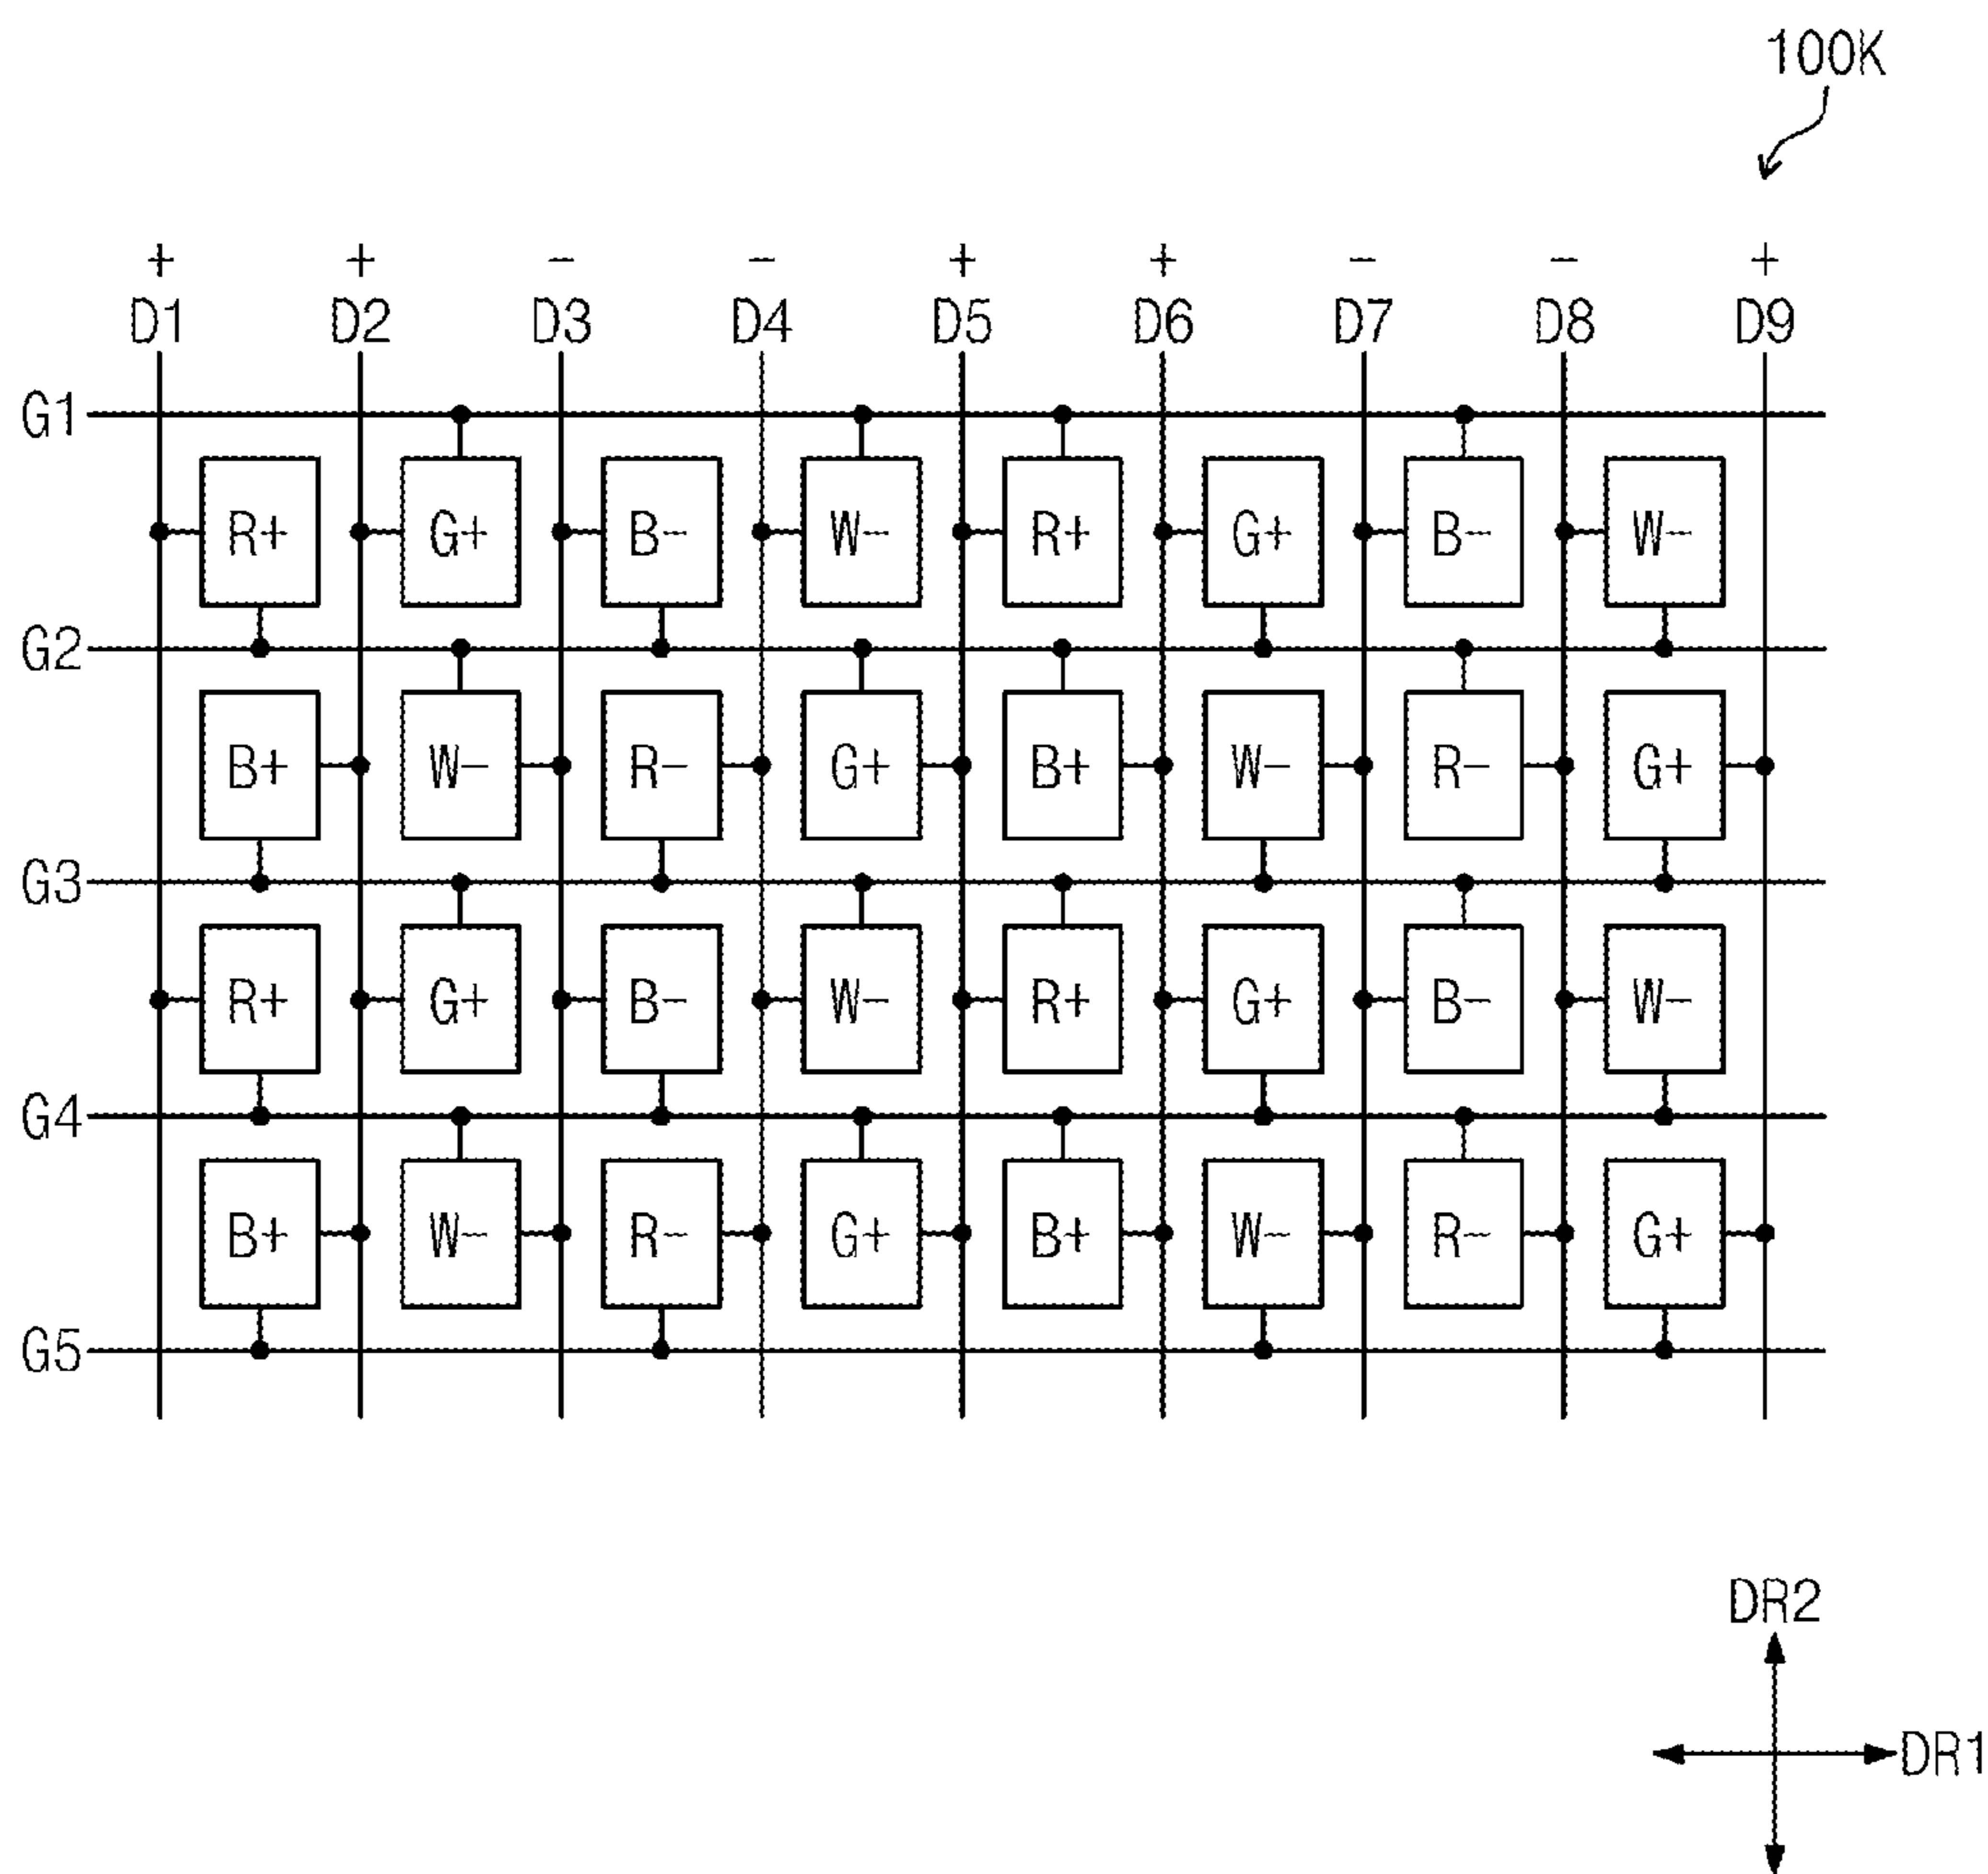 100K
+ + - - + + - - +
D1 D2 D3 D4 D5 D6 D7 D8 D9
G1
R+ G+ B- W- R+ G+ B- W-
G2
B+ W- R- G+ B+ W- R- G+
G3
R+ G+ B- W- R+ G+ B- W-
G4
B+ W- R- G+ B+ W- R- G+
G5
DR2
DR1